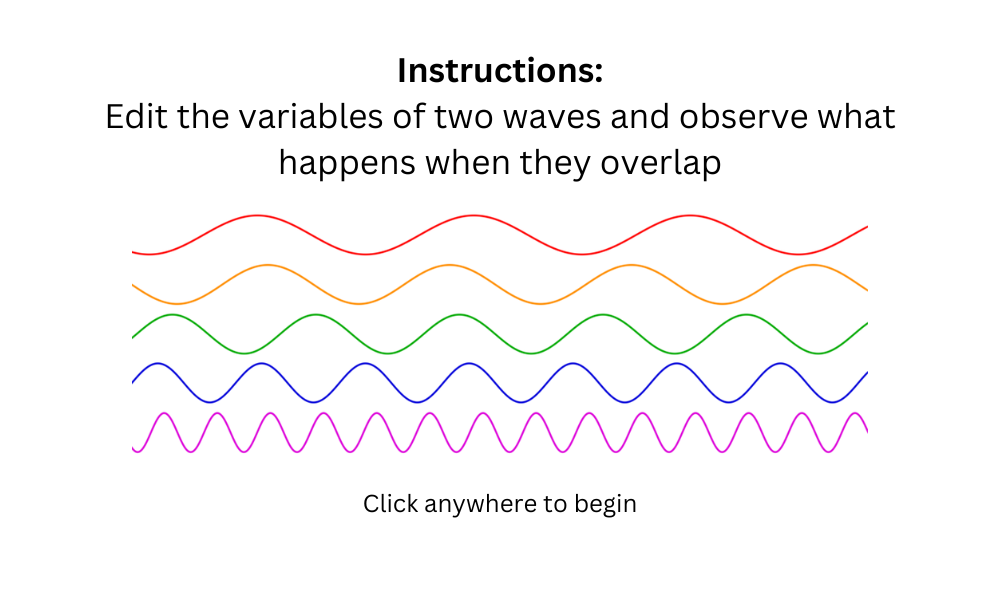 Instructions:
Edit the variables of two waves and observe what
happens when they overlap
Click anywhere to begin